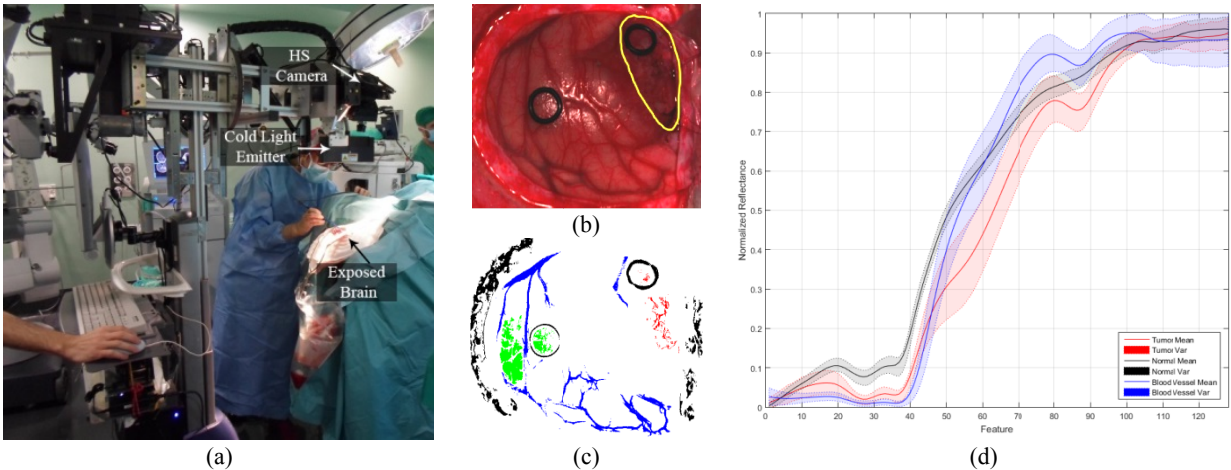 HS
Camera
Cold Light
Emitter
Exposed
Brain
(a)
(b)
(c)
Normalized Reflectance
1
0.9
0.8
0.7
0.6
0.5
0.4
0.3
0.2
0.1
0
1 10 20 30 40 50 60 70 80 90 100 110 120
Feature
Tumor Mean
Tumor Var
Normal Mean
Normal Var
Blood Vessel Mean
Blood Vessel Var
(d)